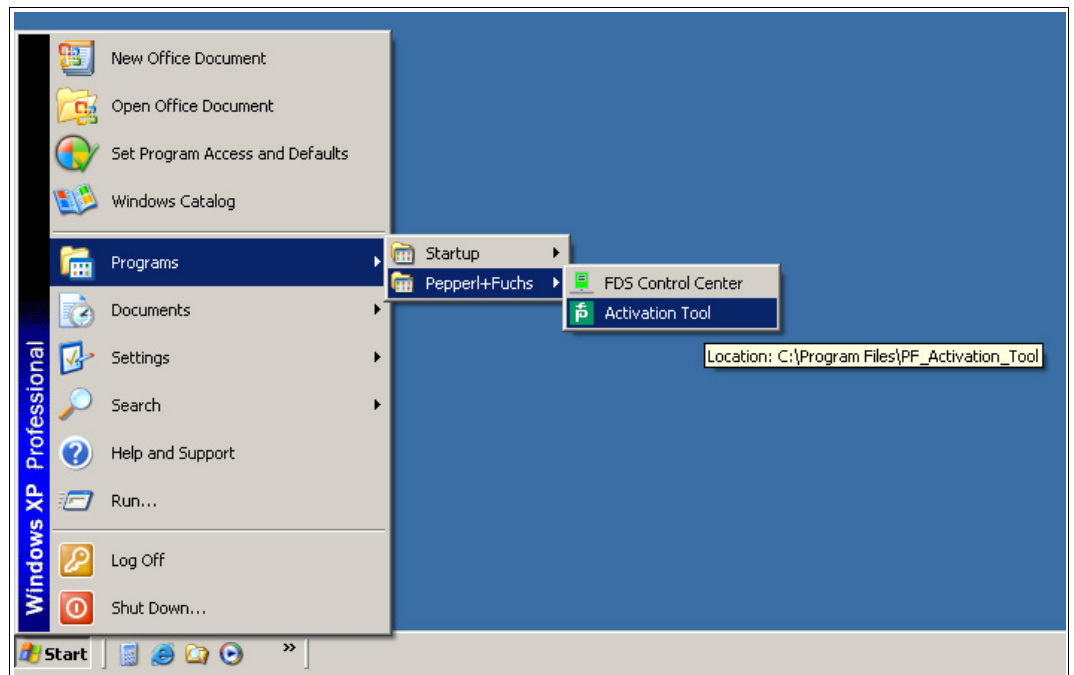 New Office Document
Open Office Document
Set Program Access and Defaults
Windows Catalog
Programs
Documents
Settings
Search
Help and Support
Run...
Log Off
Shut Down...
Windows XP Professional
Startup
Pepperl+Fuchs
FDS Control Center
Activation Tool
Location: C:\Program Files\PF_Activation_Tool
Start